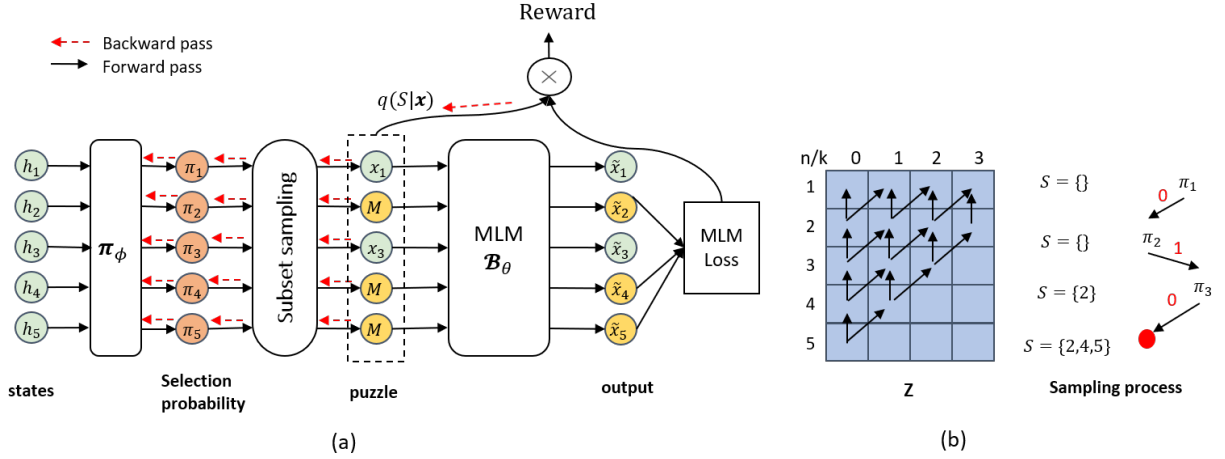 Reward
Backward pass
Forward pass
×
q(S|x)
h₁ π₁ x₁ x̃₁
h₂ π₂ M x̃₂
h₃ π₃ x₃ x̃₃
h₄ π₄ M x̃₄
h₅ π₅ M x̃₅
π_ϕ
Subset sampling
MLM
ℬ_θ
MLM
Loss
states
Selection
probability
puzzle
output
(a)
n/k 0 1 2 3
1
2
3
4
5
Z
S = {}
0 π₁
S = {}
π₂ 1
S = {2}
0 π₃
S = {2,4,5}
Sampling process
(b)